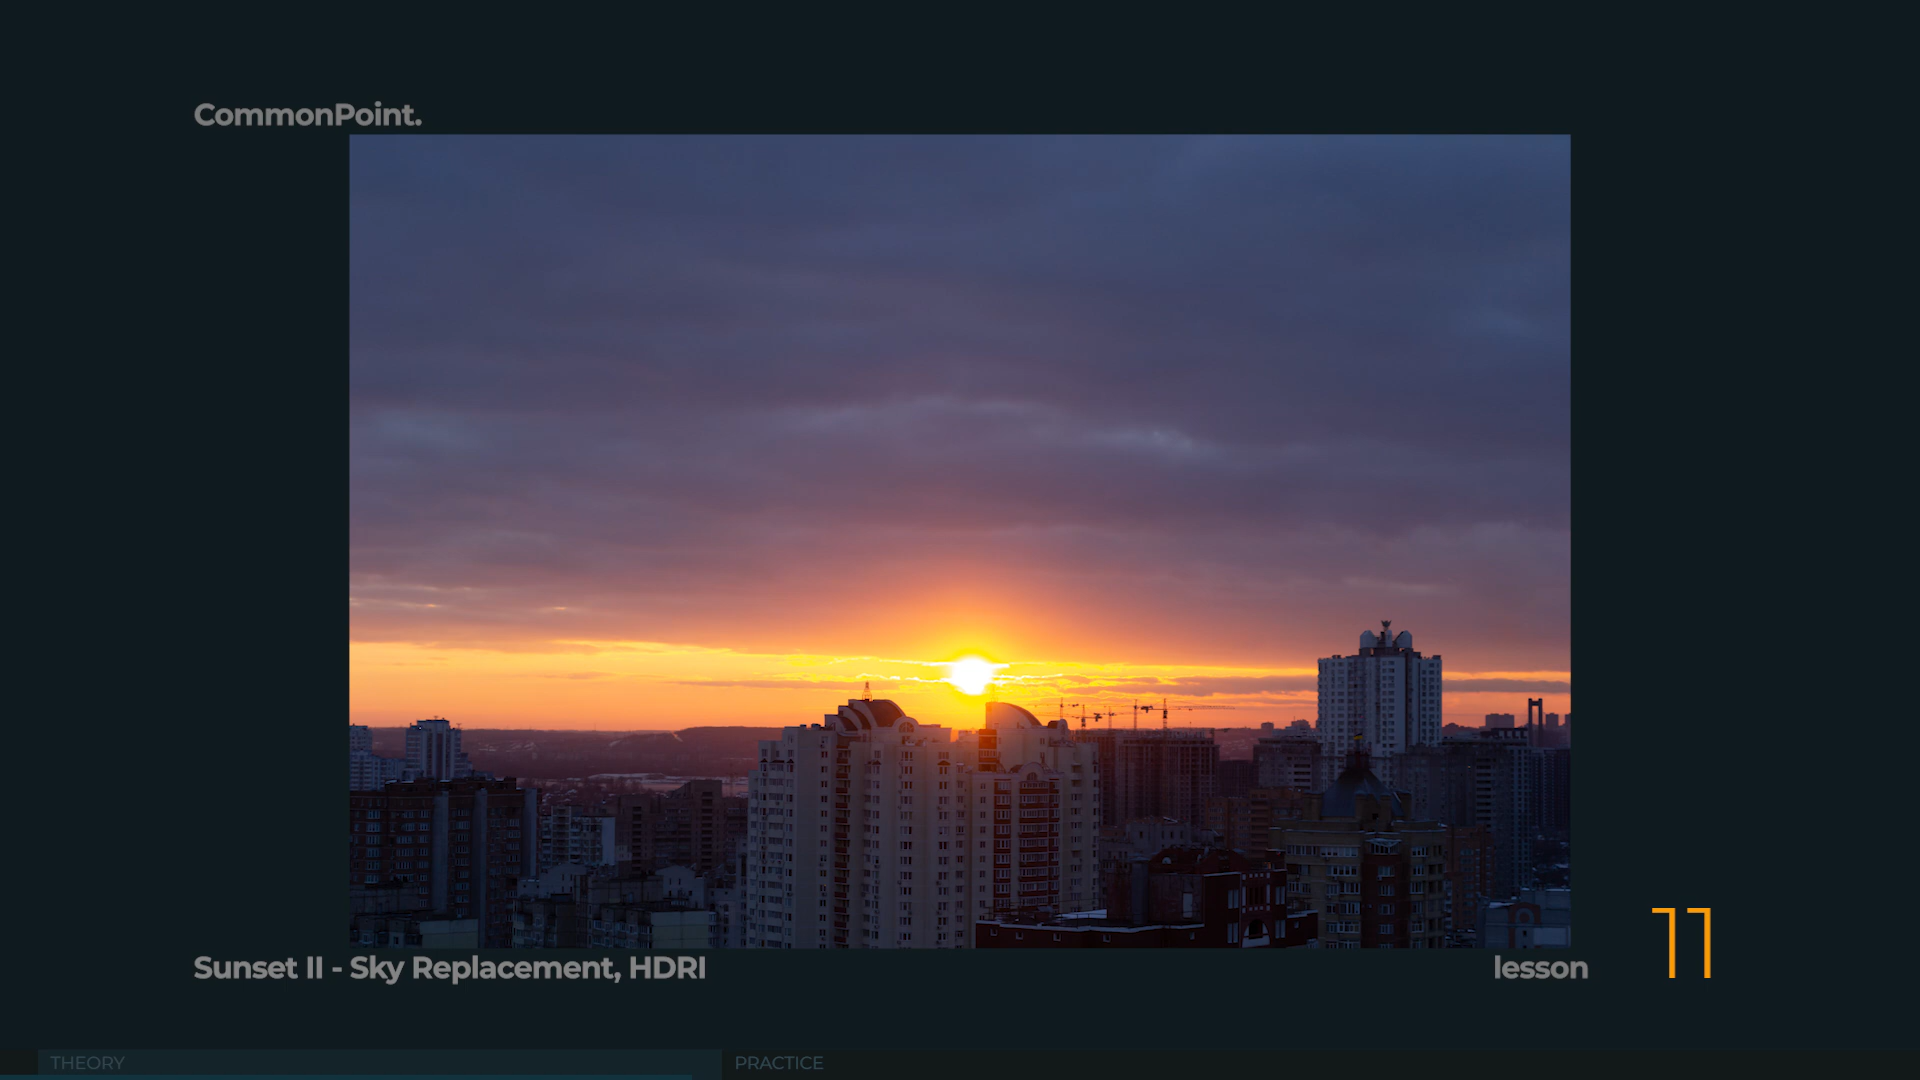 CommonPoint.
Sunset II - Sky Replacement, HDRI
lesson 11
THEORY PRACTICE